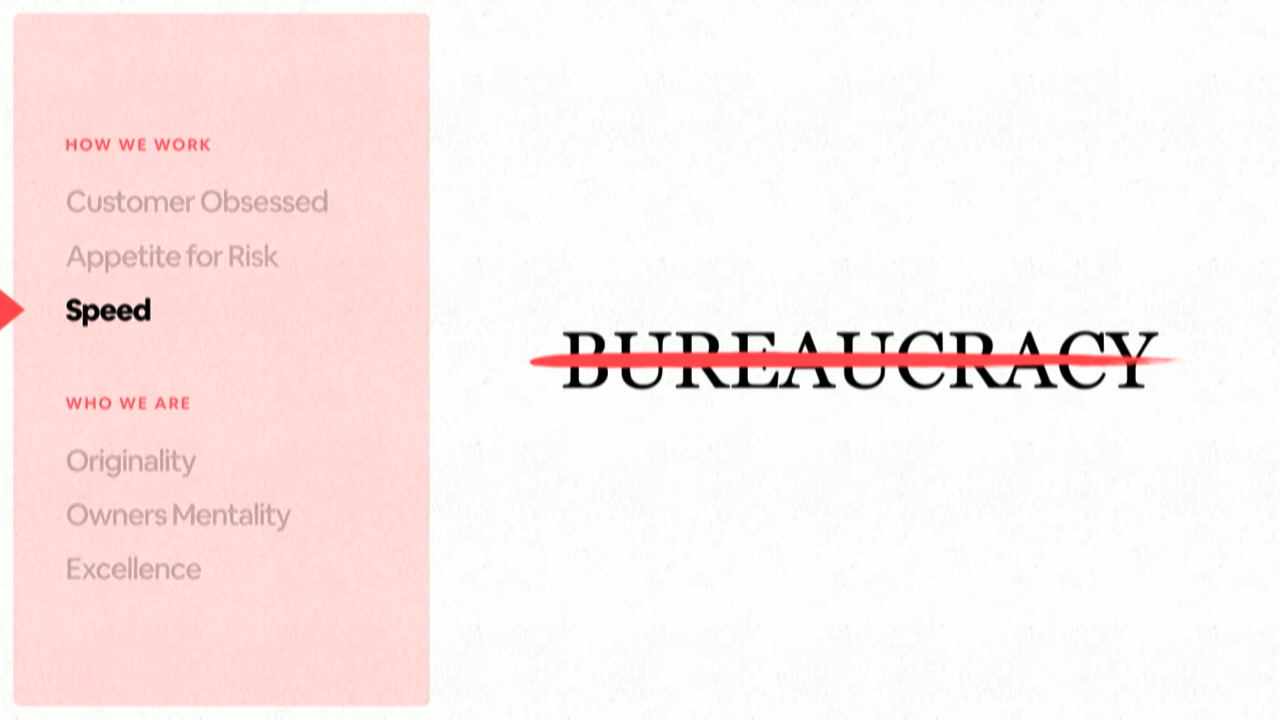 HOW WE WORK
Customer Obsessed
Appetite for Risk
Speed
WHO WE ARE
Originality
Owners Mentality
Excellence
BUREAUCRACY